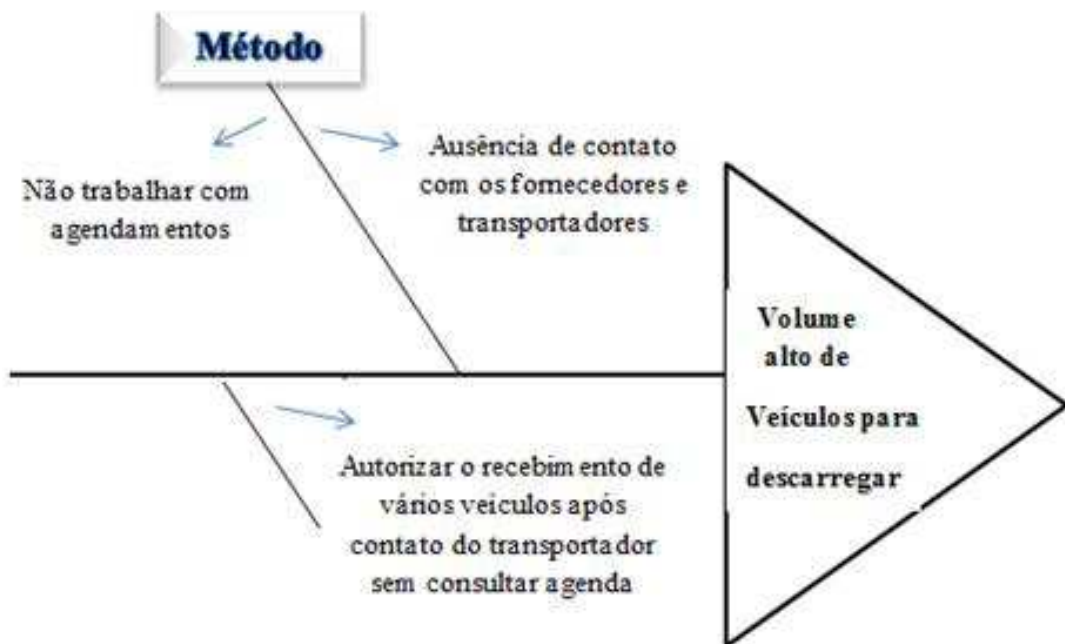 Método
Não trabalhar com
agendamentos
Ausência de contato
com os fornecedores e
transportadores
Volume
alto de
Veículos para
descarregar
Autorizar o recebimento de
vários veículos após
contato do transportador
sem consultar agenda